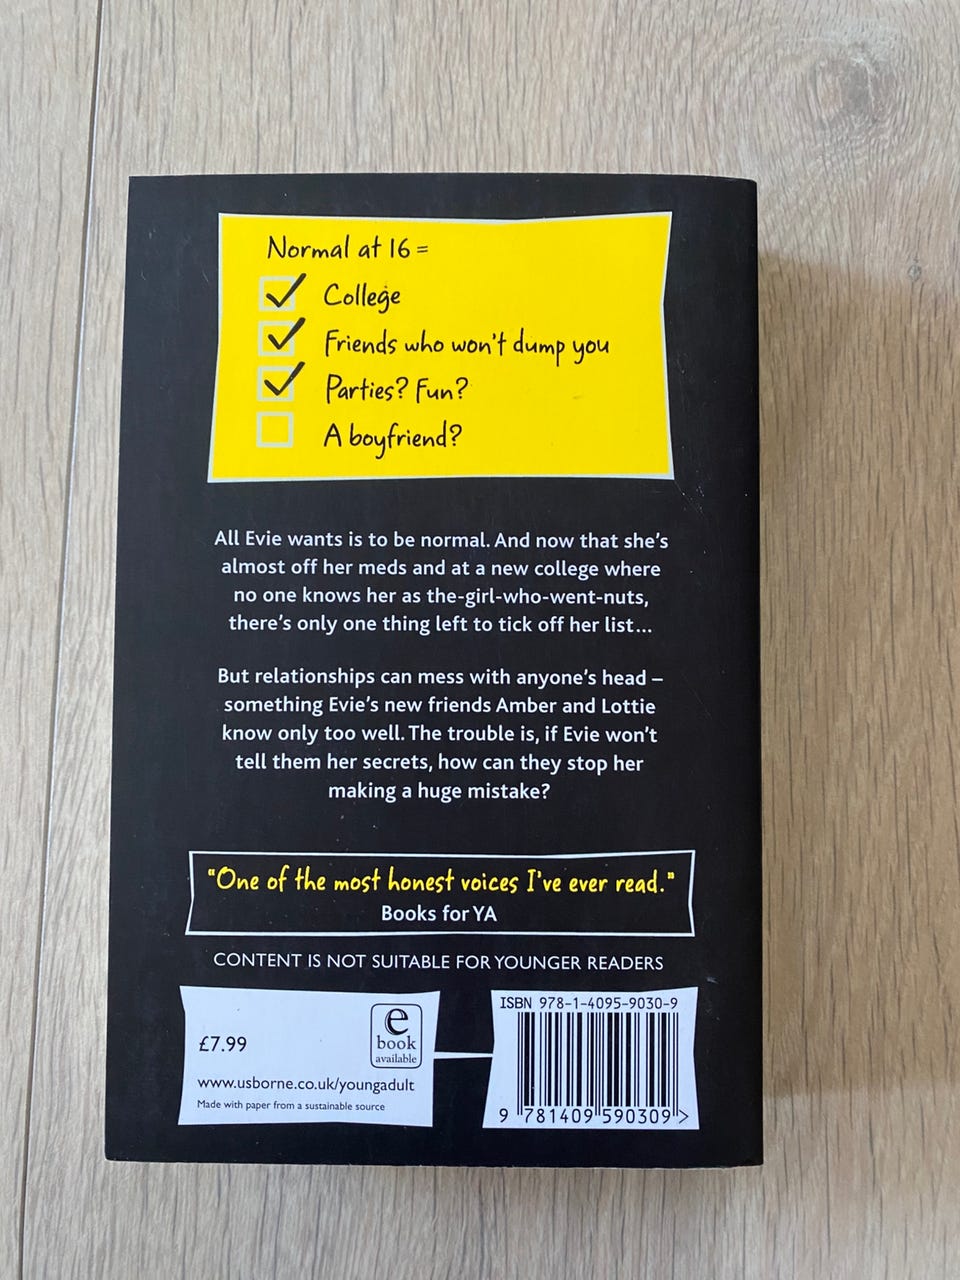 Normal at 16 =
College
Friends who won't dump you
Parties? Fun?
A boyfriend?
All Evie wants is to be normal. And now that she's
almost off her meds and at a new college where
no one knows her as the-girl-who-went-nuts,
there's only one thing left to tick off her list...
But relationships can mess with anyone's head –
something Evie's new friends Amber and Lottie
know only too well. The trouble is, if Evie won't
tell them her secrets, how can they stop her
making a huge mistake?
"One of the most honest voices I've ever read."
Books for YA
CONTENT IS NOT SUITABLE FOR YOUNGER READERS
£7.99
e
book
available
www.usborne.co.uk/youngadult
Made with paper from a sustainable source
ISBN 978-1-4095-9030-9
9 781409 590309 >